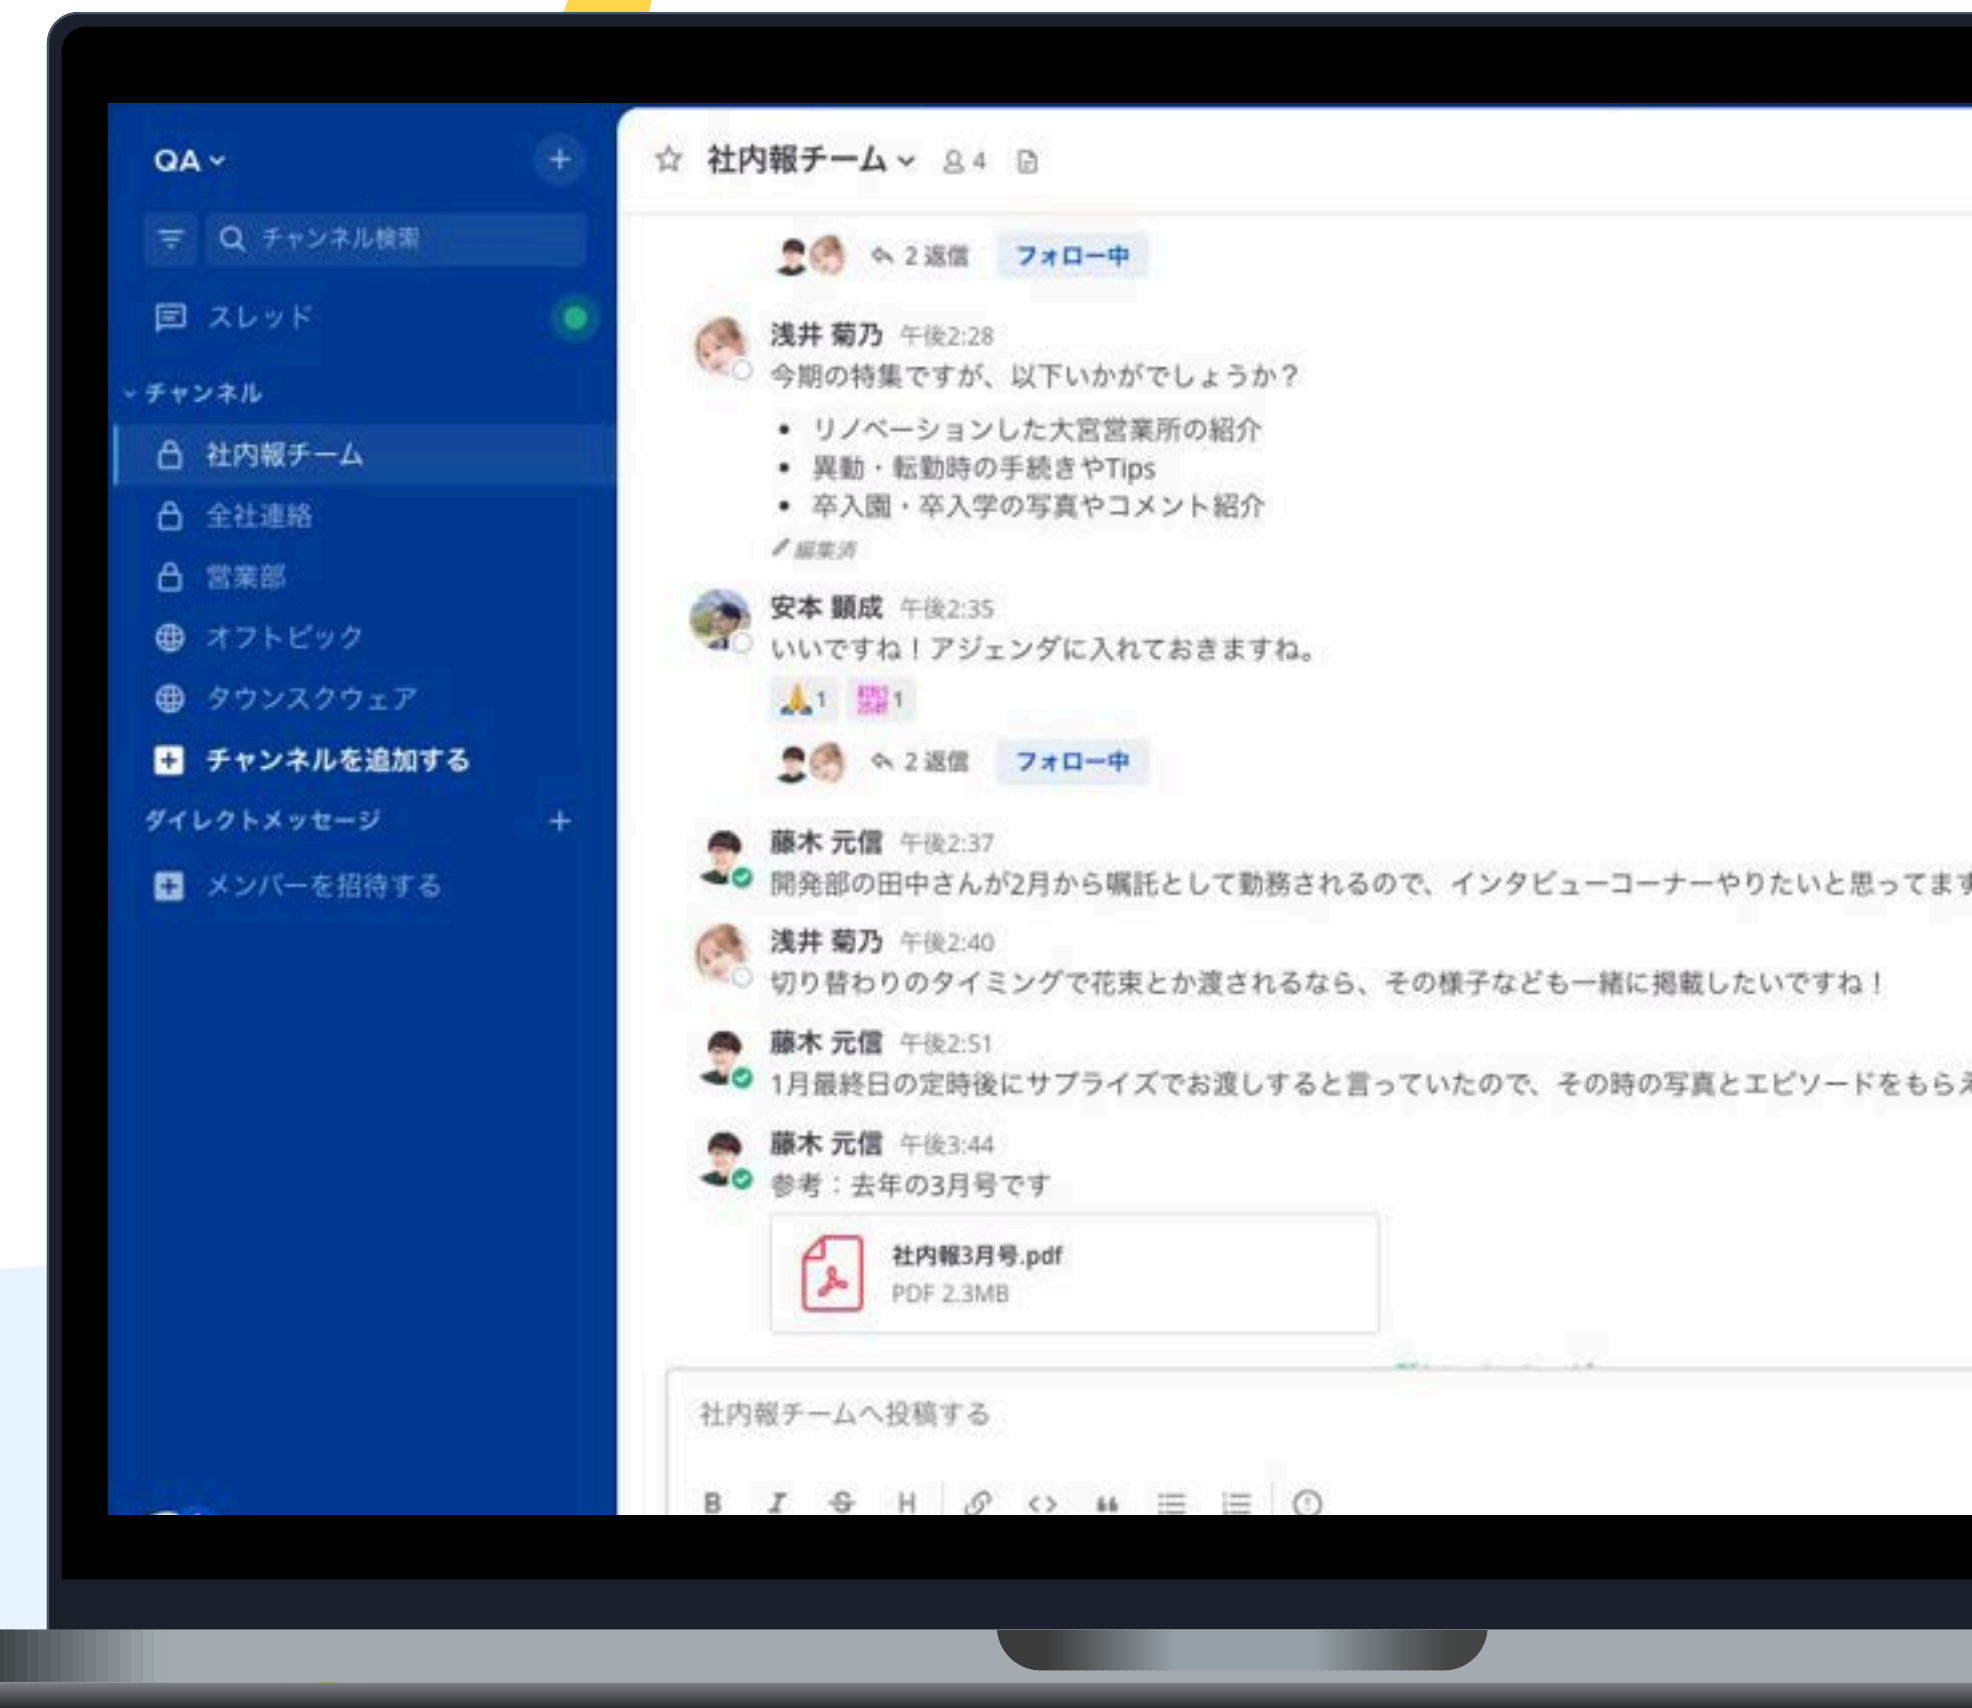 QA
チャンネル検索
スレッド
チャンネル
社内報チーム
全社連絡
営業部
オフトピック
タウンスクウェア
チャンネルを追加する
ダイレクトメッセージ
メンバーを招待する
社内報チーム 4
2 返信 フォロー中
浅井 菊乃 午後2:28
今期の特集ですが、以下いかがでしょうか？
• リノベーションした大宮営業所の紹介
• 異動・転勤時の手続きやTips
• 卒入園・卒入学の写真やコメント紹介
編集済
安本 顕成 午後2:35
いいですね！アジェンダに入れておきますね。
1 1
2 返信 フォロー中
藤木 元信 午後2:37
開発部の田中さんが2月から嘱託として勤務されるので、インタビューコーナーやりたいと思ってます
浅井 菊乃 午後2:40
切り替わりのタイミングで花束とか渡されるなら、その様子なども一緒に掲載したいですね！
藤木 元信 午後2:51
1月最終日の定時後にサプライズでお渡しすると言っていたので、その時の写真とエピソードをもらえ
藤木 元信 午後3:44
参考：去年の3月号です
社内報3月号.pdf
PDF 2.3MB
社内報チームへ投稿する
B I S H